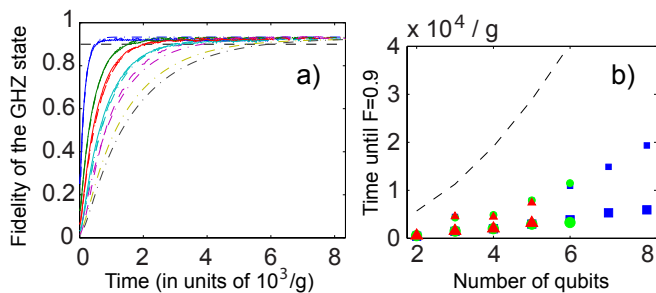 1
0.8
0.6
0.4
0.2
0
Fidelity of the GHZ state
a)
0 2 4 6 8
Time (in units of 10³/g)
x 10⁴ / g
4
3
2
1
0
Time until F=0.9
b)
2 4 6 8
Number of qubits